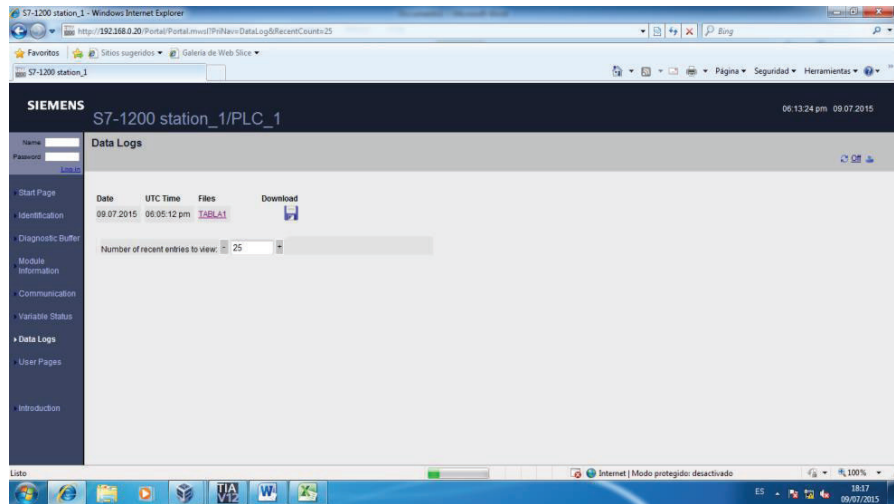 S7-1200 station_1 - Windows Internet Explorer
http://192.168.0.20/Portal/Portal.mwsl?PriNav=DataLog&RecentCount=25
Bing
Favoritos Sitios sugeridos Galería de Web Slice
S7-1200 station_1
Página Seguridad Herramientas
SIEMENS
S7-1200 station_1/PLC_1
06:13:24 pm 09.07.2015
Name
Password
Log in
Data Logs
Off
Start Page
Identification
Diagnostic Buffer
Module
Information
Communication
Variable Status
Data Logs
User Pages
Introduction
Date UTC Time Files Download
09.07.2015 06:05:12 pm TABLA1
Number of recent entries to view: - 25 +
Listo
Internet | Modo protegido: desactivado
100%
TIA
V12
W
X
ES
18:17
09/07/2015